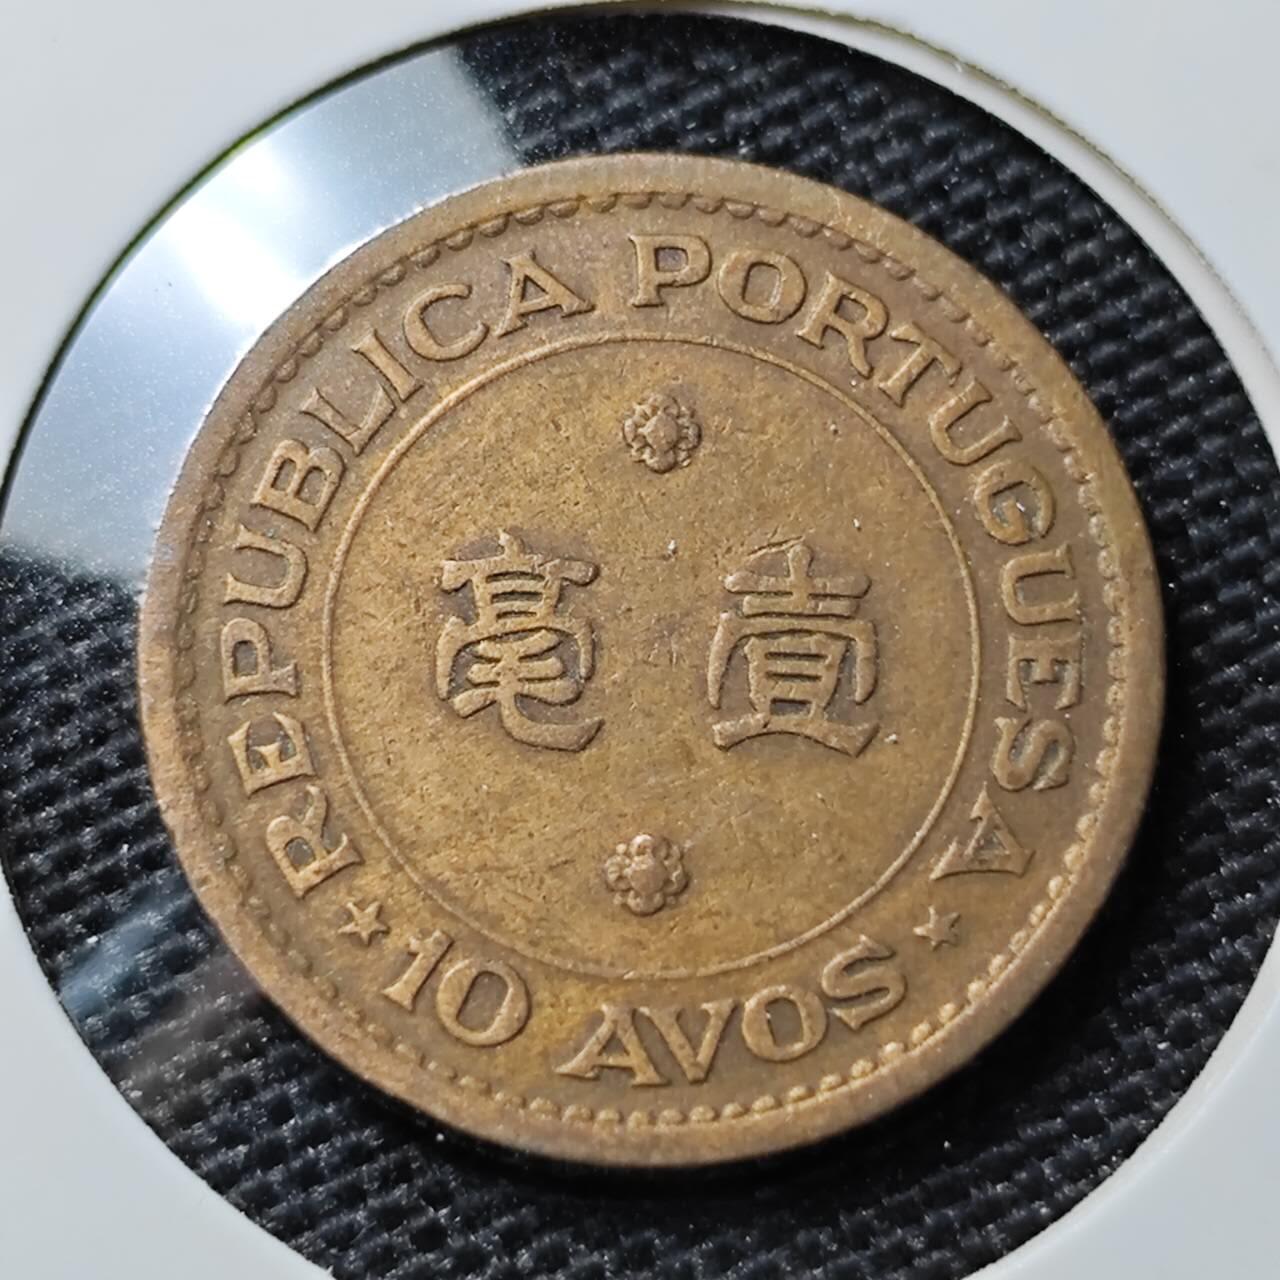 REPUBLICA PORTUGUESA
毫壹
★ 10 AVOS ★